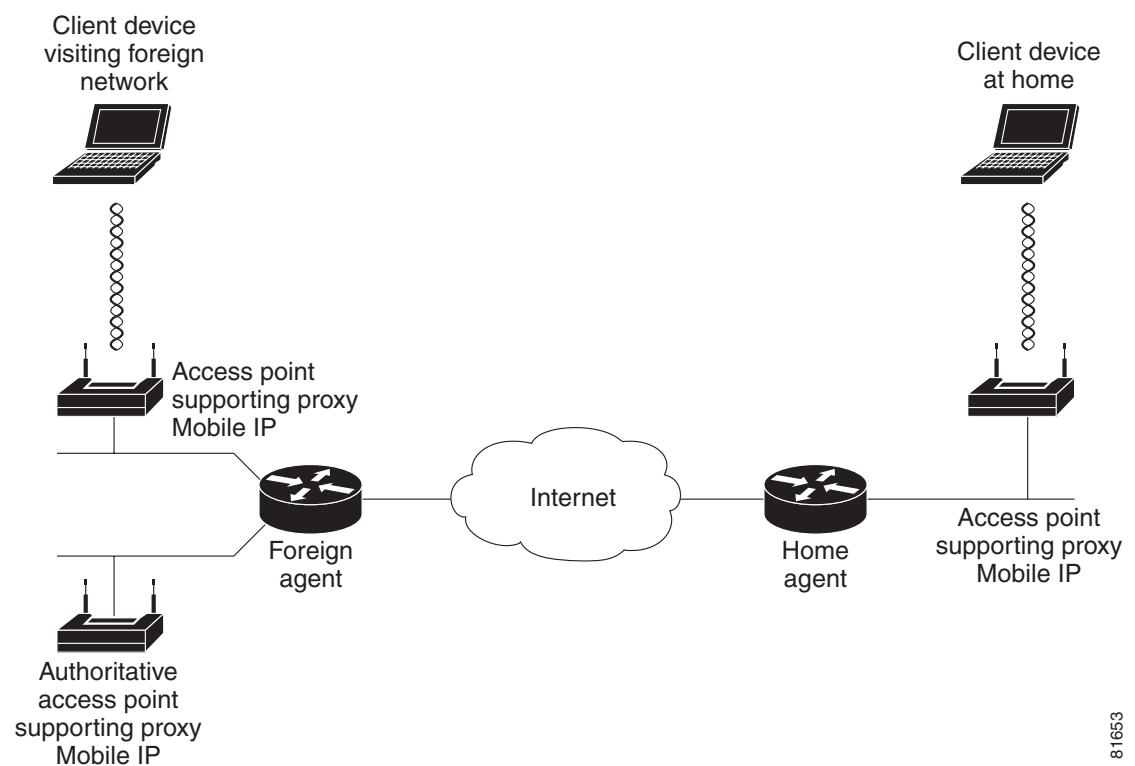 Client device
visiting foreign
network
Client device
at home
Access point
supporting proxy
Mobile IP
Internet
Foreign
agent
Home
agent
Access point
supporting proxy
Mobile IP
Authoritative
access point
supporting proxy
Mobile IP
81653